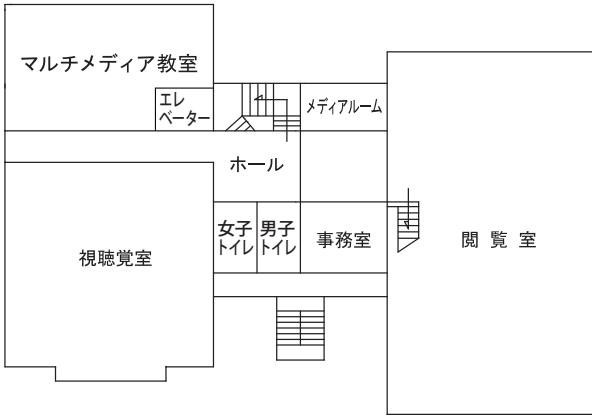 マルチメディア教室
エレ
ベーター
メディアルーム
ホール
女子
トイレ
男子
トイレ
事務室
視聴覚室
閲覧室